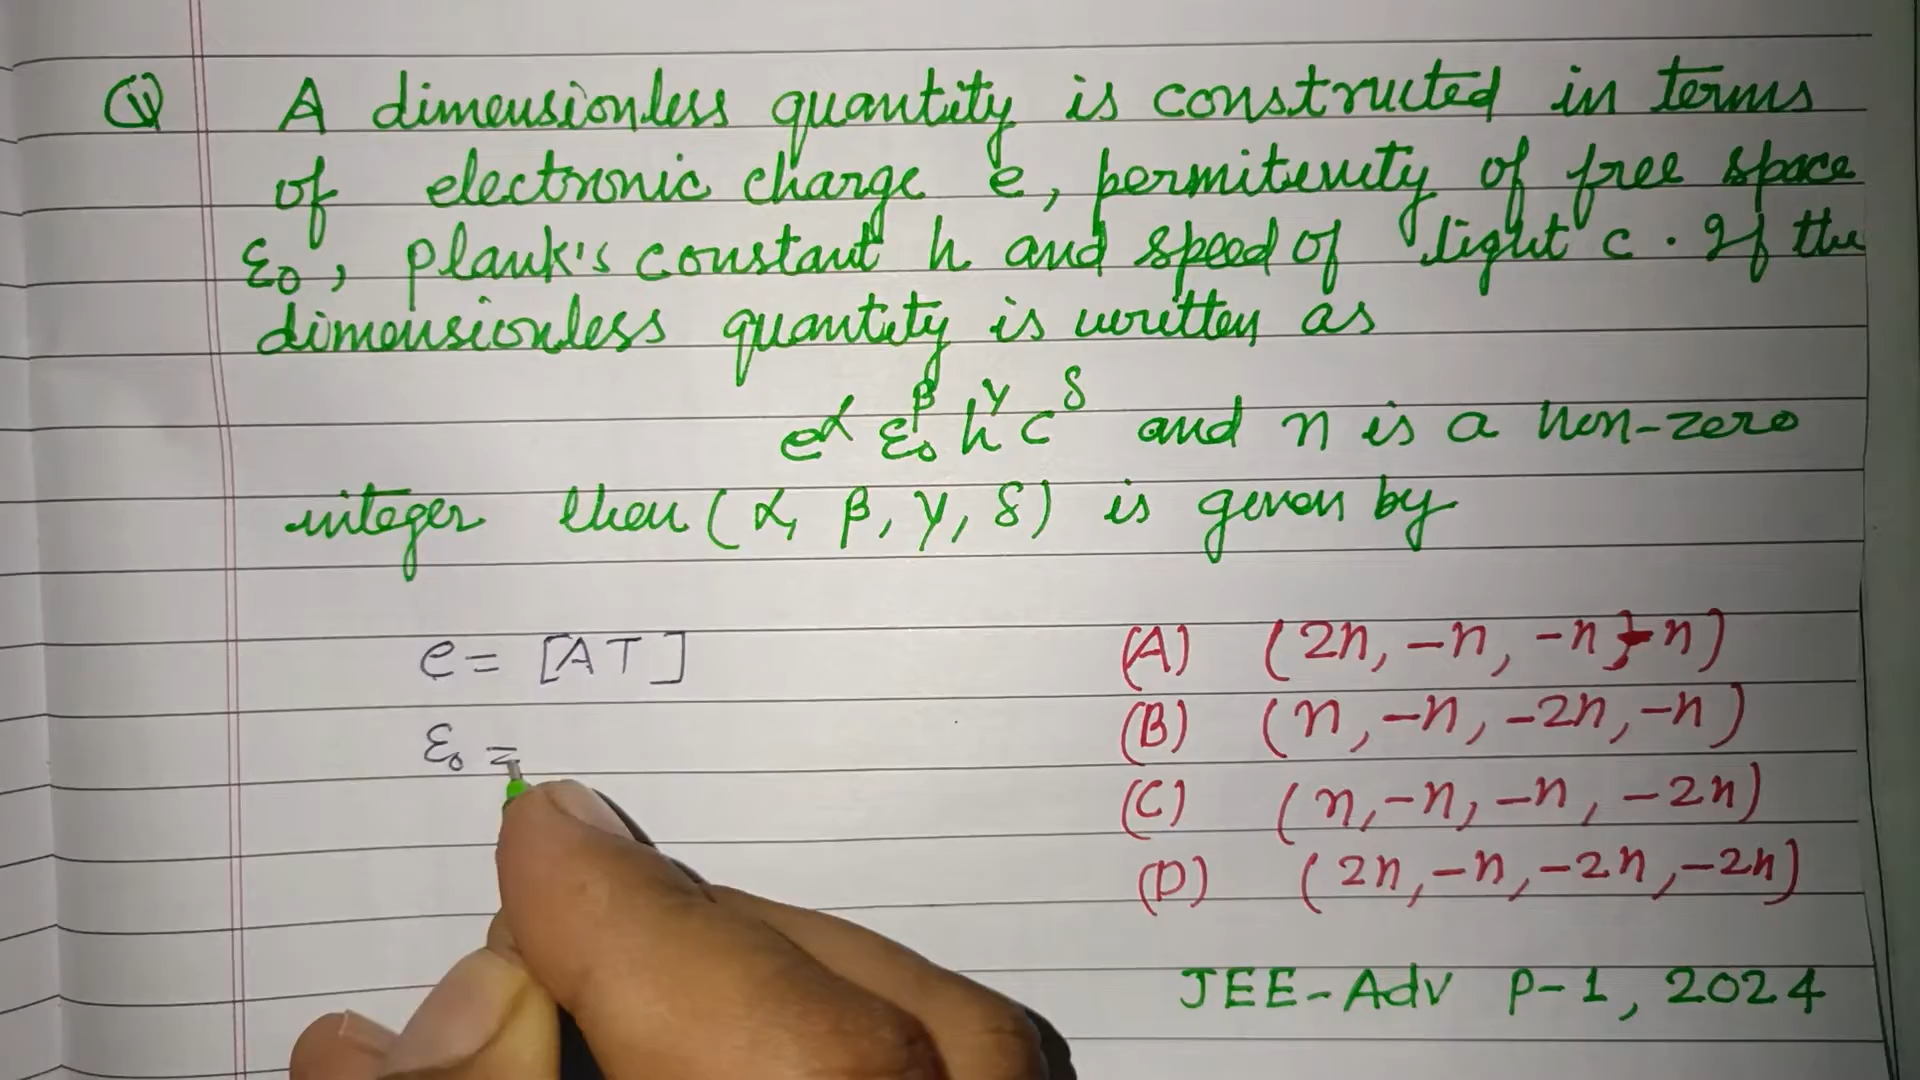 Q A dimensionless quantity is constructed in terms
of electronic charge e, permitevity of free space
ε₀, plank's constant h and speed of light c. If the
dimensionless quantity is written as
e^α ε₀^β h^γ c^δ and n is a non-zero
integer then (α, β, γ, δ) is given by
e = [AT]
ε₀ =
(A) (2n, -n, -n, -n)
(B) (n, -n, -2n, -n)
(C) (n, -n, -n, -2n)
(D) (2n, -n, -2n, -2n)
JEE-Adv P-1, 2024